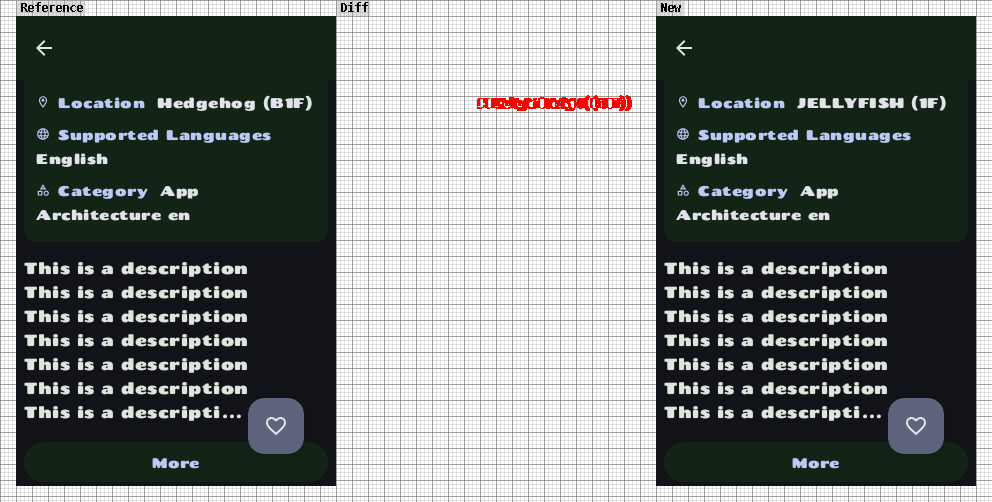 Reference
Location Hedgehog (B1F)
Supported Languages
English
Category App
Architecture en
This is a description
This is a description
This is a description
This is a description
This is a description
This is a description
This is a descripti...
More
Diff
New
Location JELLYFISH (1F)
Supported Languages
English
Category App
Architecture en
This is a description
This is a description
This is a description
This is a description
This is a description
This is a description
This is a descripti...
More